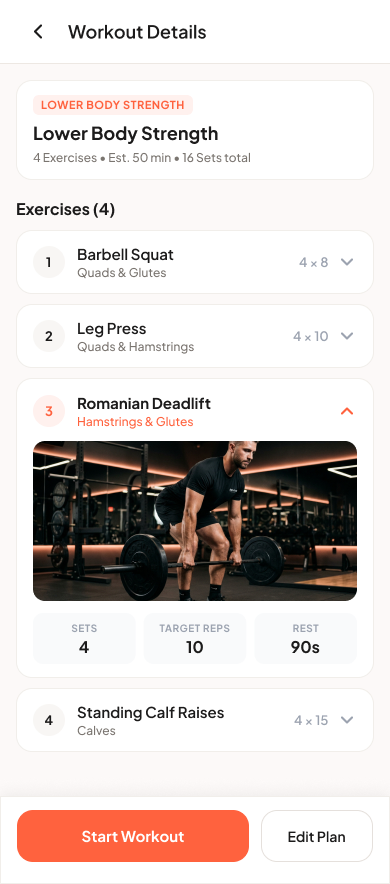 Workout Details
LOWER BODY STRENGTH
Lower Body Strength
4 Exercises • Est. 50 min • 16 Sets total
Exercises (4)
1
Barbell Squat
4 × 8
Quads & Glutes
2
Leg Press
4 × 10
Quads & Hamstrings
3
Romanian Deadlift
Hamstrings & Glutes
SETS
TARGET REPS
REST
4
10
90s
4
Standing Calf Raises
4 × 15
Calves
Start Workout
Edit Plan